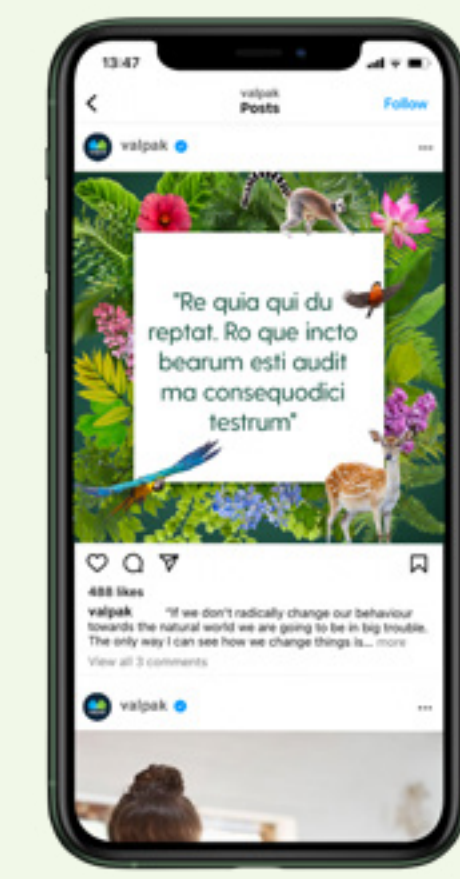 13:47
valpak
Posts
Follow
valpak
"Re quia qui du
reptat. Ro que incto
bearum esti audit
ma consequodici
testrum"
488 likes
valpak "If we don't radically change our behaviour
towards the natural world we are going to be in big trouble.
The only way I can see how we change things is... more
View all 3 comments
valpak